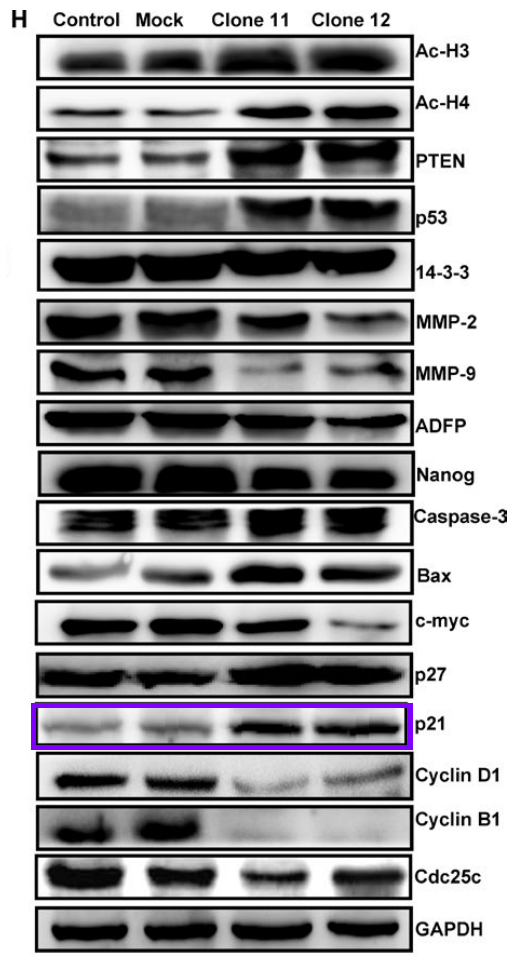 H Control Mock Clone 11 Clone 12
Ac-H3
Ac-H4
PTEN
p53
14-3-3
MMP-2
MMP-9
ADFP
Nanog
Caspase-3
Bax
c-myc
p27
p21
Cyclin D1
Cyclin B1
Cdc25c
GAPDH